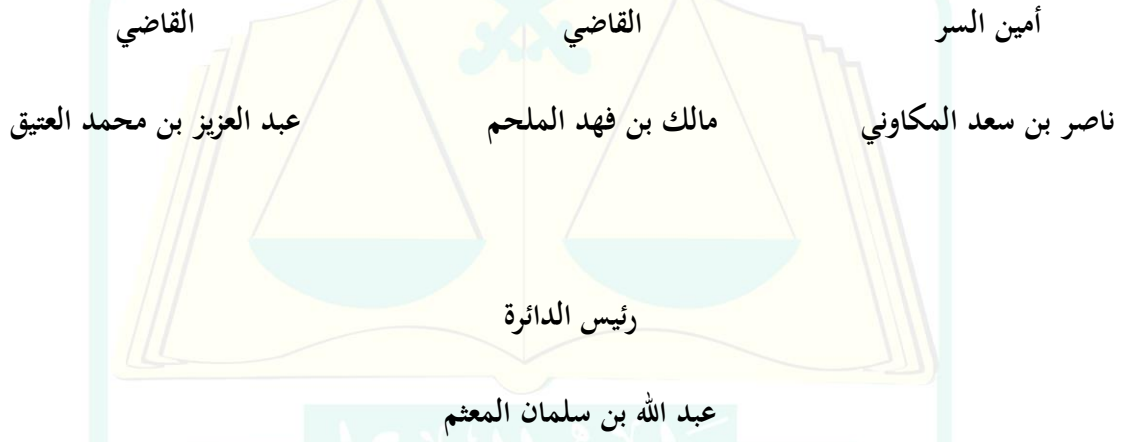 أمين السر القاضي القاضي
ناصر بن سعد المكاوني مالك بن فهد الملحم عبد العزيز بن محمد العتيق
رئيس الدائرة
عبد الله بن سلمان المعثم